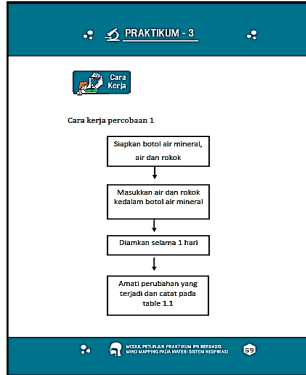 PRAKTIKUM - 3
Cara
Kerja
Cara kerja percobaan 1
Siapkan botol air mineral,
air dan rokok
Masukkan air dan rokok
kedalam botol air mineral
Diamkan selama 1 hari
Amati perubahan yang
terjadi dan catat pada
table 1.1
MODUL PETUNJUK PRAKTIKUM IPA BERBASIS
MIND MAPPING PADA MATERI SISTEM RESPIRASI
59